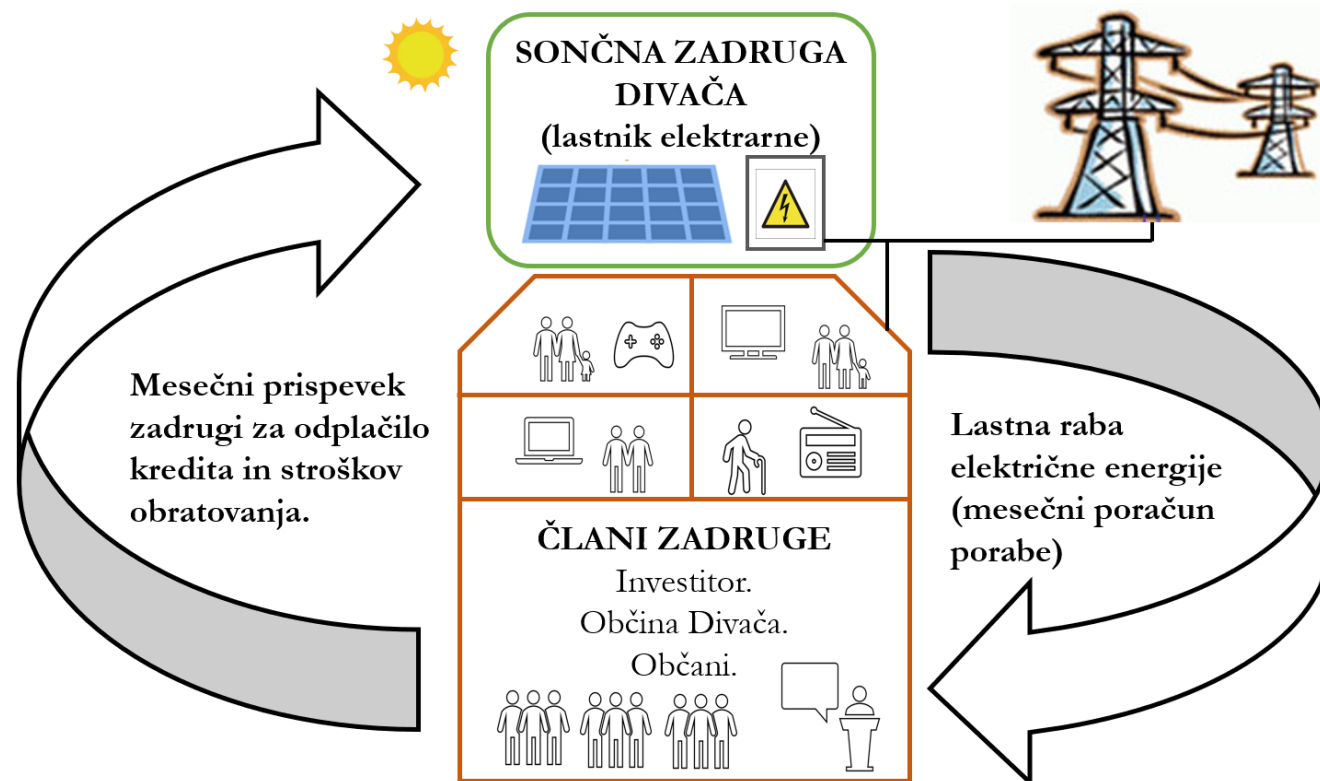 SONČNA ZADRUGA
DIVAČA
(lastnik elektrarne)
Mesečni prispevek
zadrugi za odplačilo
kredita in stroškov
obratovanja.
Lastna raba
električne energije
(mesečni poračun
porabe)
ČLANI ZADRUGE
Investitor.
Občina Divača.
Občani.